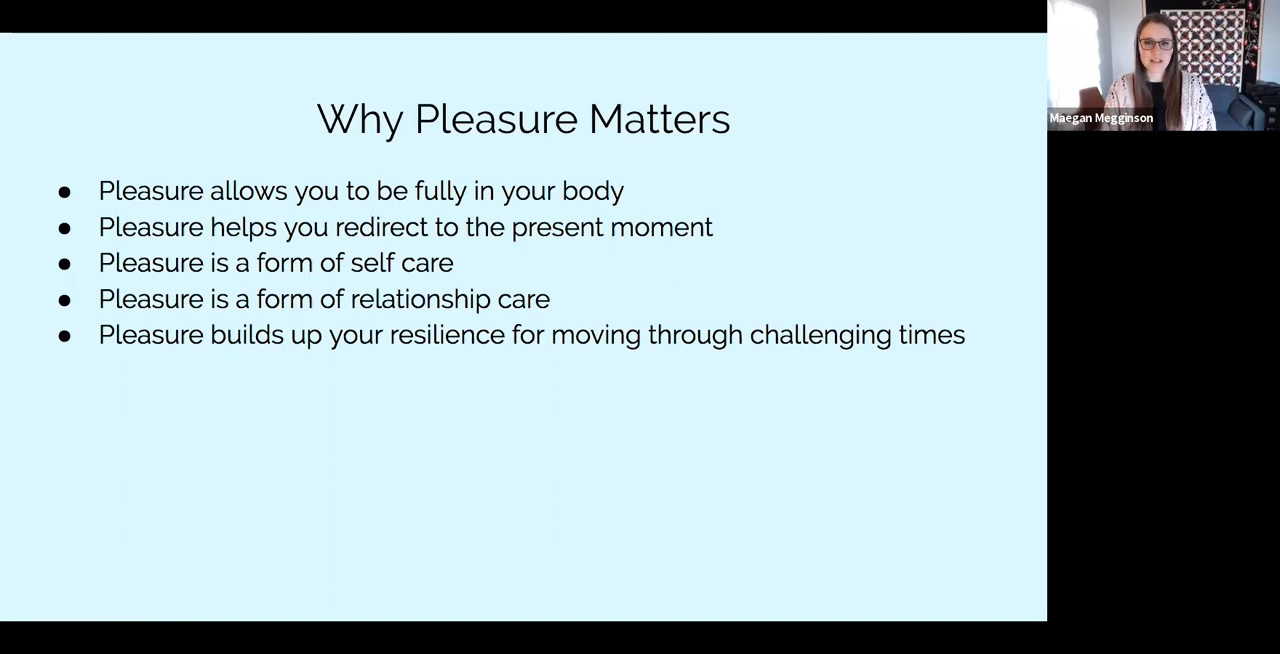 Why Pleasure Matters
● Pleasure allows you to be fully in your body
● Pleasure helps you redirect to the present moment
● Pleasure is a form of self care
● Pleasure is a form of relationship care
● Pleasure builds up your resilience for moving through challenging times
Maegan Megginson